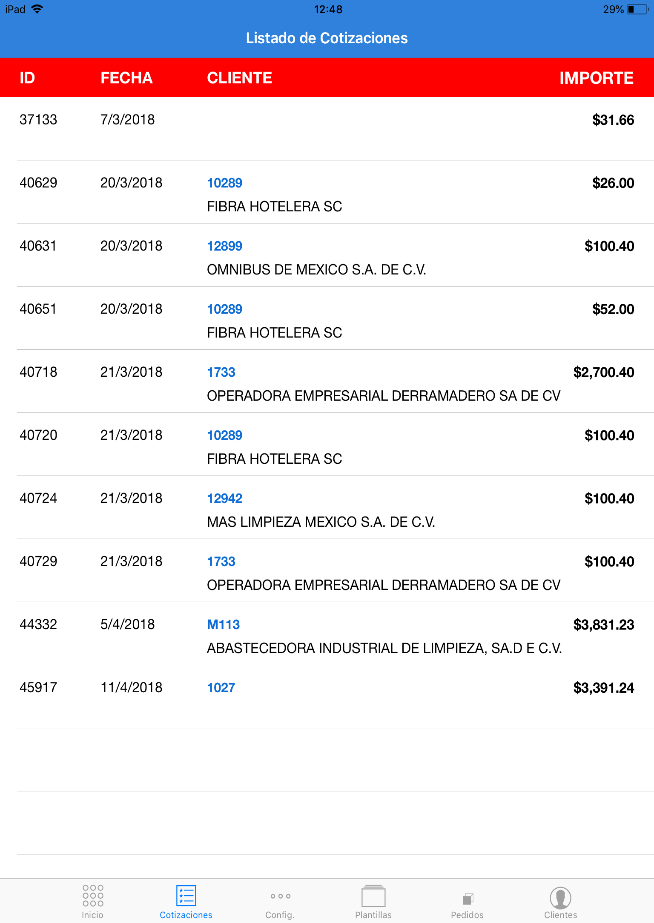 iPad 12:48 29%
Listado de Cotizaciones
ID FECHA CLIENTE IMPORTE
37133 7/3/2018 $31.66
40629 20/3/2018 10289 $26.00
FIBRA HOTELERA SC
40631 20/3/2018 12899 $100.40
OMNIBUS DE MEXICO S.A. DE C.V.
40651 20/3/2018 10289 $52.00
FIBRA HOTELERA SC
40718 21/3/2018 1733 $2,700.40
OPERADORA EMPRESARIAL DERRAMADERO SA DE CV
40720 21/3/2018 10289 $100.40
FIBRA HOTELERA SC
40724 21/3/2018 12942 $100.40
MAS LIMPIEZA MEXICO S.A. DE C.V.
40729 21/3/2018 1733 $100.40
OPERADORA EMPRESARIAL DERRAMADERO SA DE CV
44332 5/4/2018 M113 $3,831.23
ABASTECEDORA INDUSTRIAL DE LIMPIEZA, SA.D E C.V.
45917 11/4/2018 1027 $3,391.24
Inicio Cotizaciones Config. Plantillas Pedidos Clientes